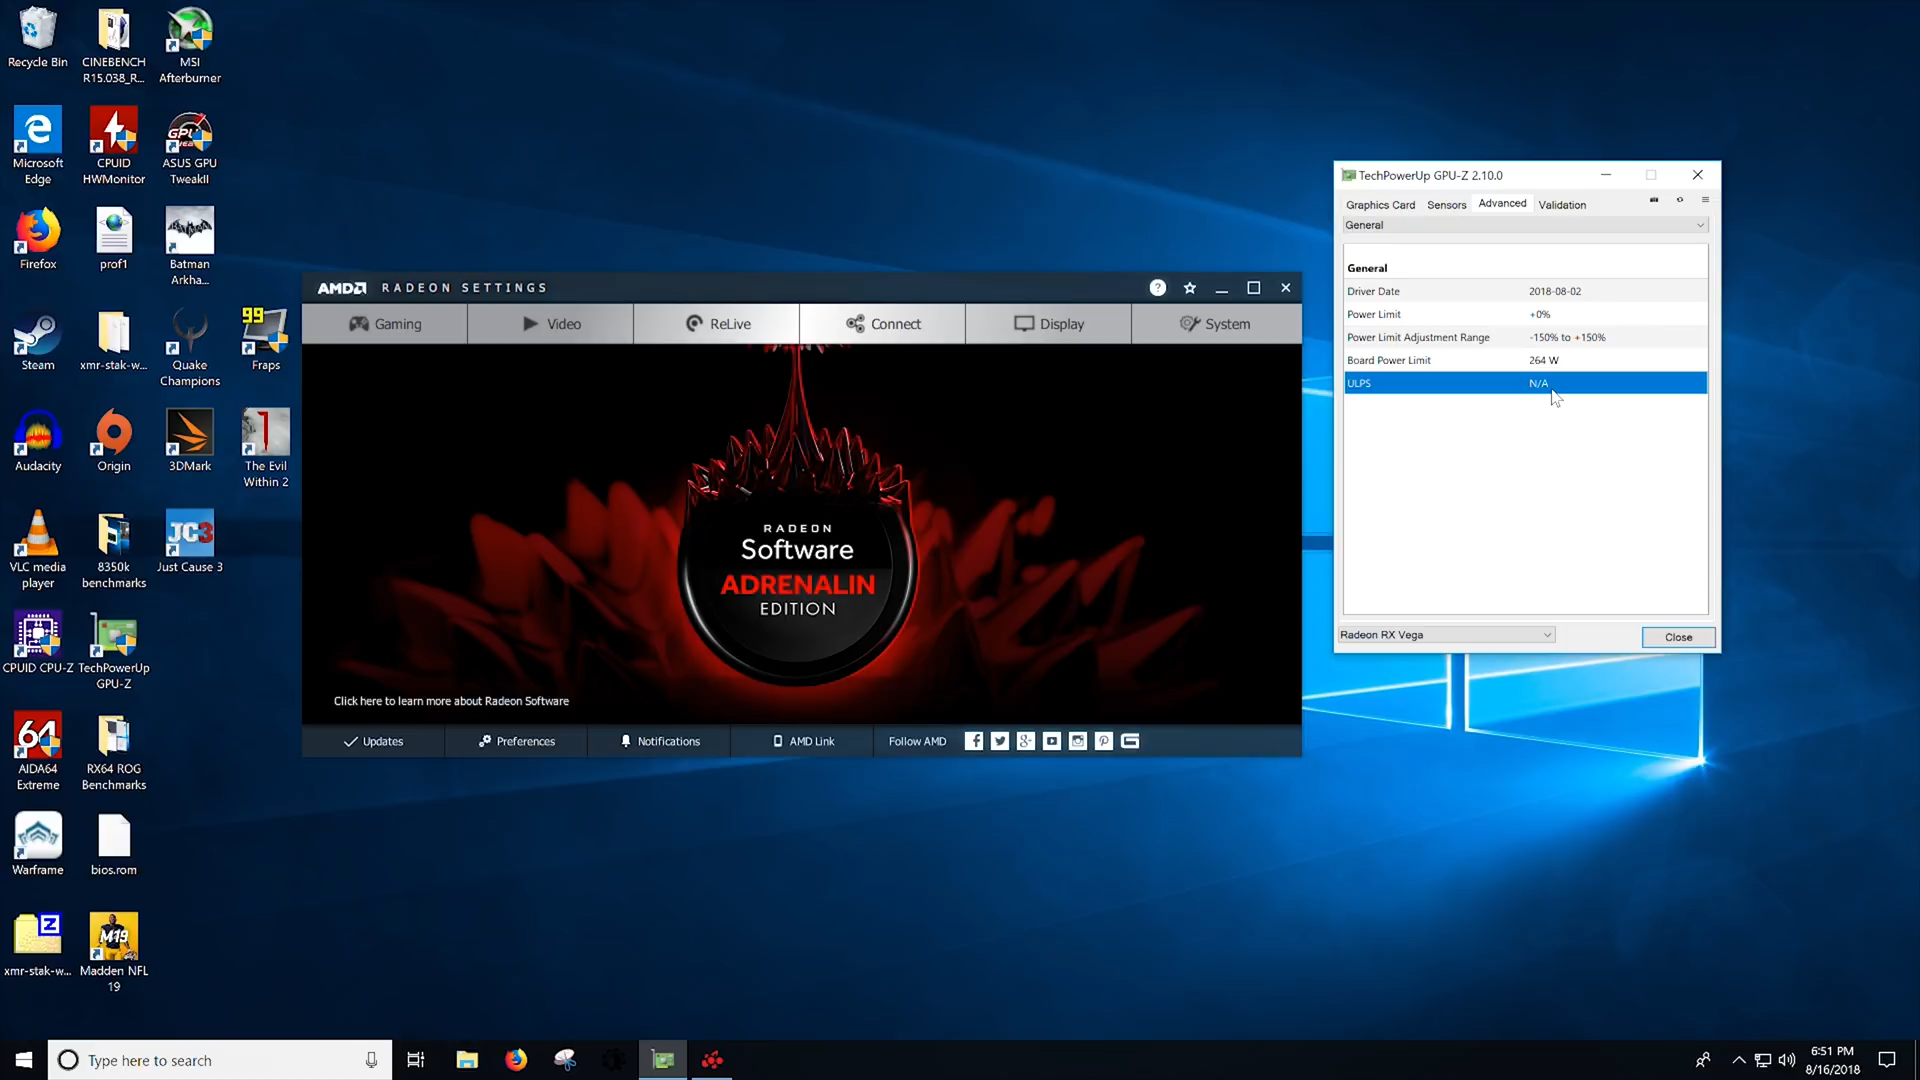 Recycle Bin
CINEBENCH
R15.038_R...
MSI
Afterburner
Microsoft
Edge
CPUID
HWMonitor
ASUS GPU
TweakII
Firefox
prof1
Batman
Arkha...
Steam
xmr-stak-w...
Quake
Champions
99
Fraps
Audacity
Origin
3DMark
The Evil
Within 2
VLC media
player
8350k
benchmarks
JC3
Just Cause 3
CPUID CPU-Z
TechPowerUp
GPU-Z
64
AIDA64
Extreme
RX64 ROG
Benchmarks
Warframe
bios.rom
Z
xmr-stak-w...
M19
Madden NFL
19
AMD RADEON SETTINGS
Gaming Video ReLive Connect Display System
RADEON
Software
ADRENALIN
EDITION
Click here to learn more about Radeon Software
Updates Preferences Notifications AMD Link Follow AMD
TechPowerUp GPU-Z 2.10.0
Graphics Card Sensors Advanced Validation
General
General
Driver Date 2018-08-02
Power Limit +0%
Power Limit Adjustment Range -150% to +150%
Board Power Limit 264 W
ULPS N/A
Radeon RX Vega
Close
Type here to search
6:51 PM
8/16/2018